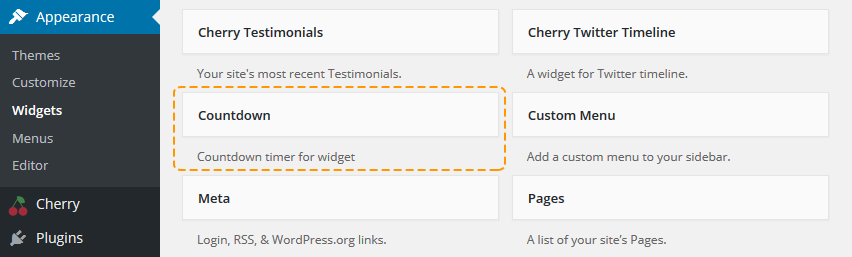 Appearance
Themes
Customize
Widgets
Menus
Editor
Cherry
Plugins
Cherry Testimonials
Your site's most recent Testimonials.
Cherry Twitter Timeline
A widget for Twitter timeline.
Countdown
Countdown timer for widget
Custom Menu
Add a custom menu to your sidebar.
Meta
Login, RSS, & WordPress.org links.
Pages
A list of your site’s Pages.